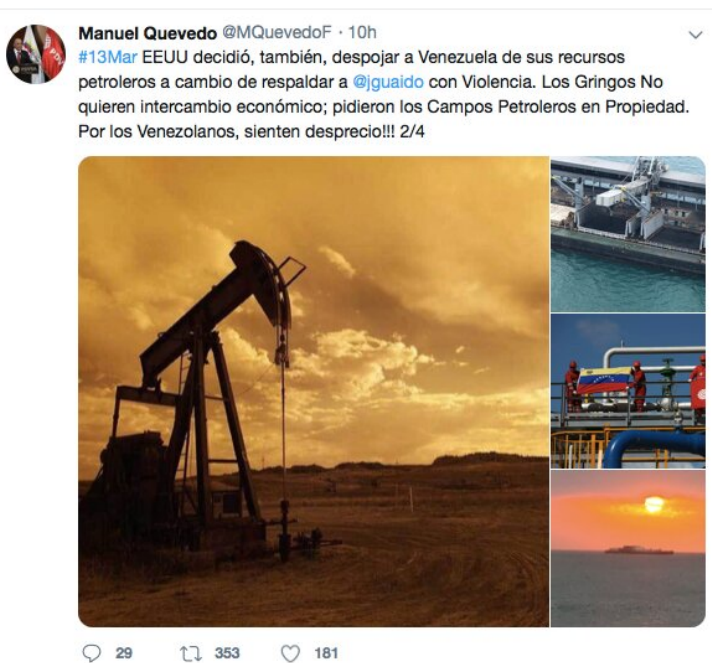 Manuel Quevedo @MQuevedoF · 10h
#13Mar EEUU decidió, también, despojar a Venezuela de sus recursos
petroleros a cambio de respaldar a @jguaido con Violencia. Los Gringos No
quieren intercambio económico; pidieron los Campos Petroleros en Propiedad.
Por los Venezolanos, sienten desprecio!!! 2/4
29 353 181